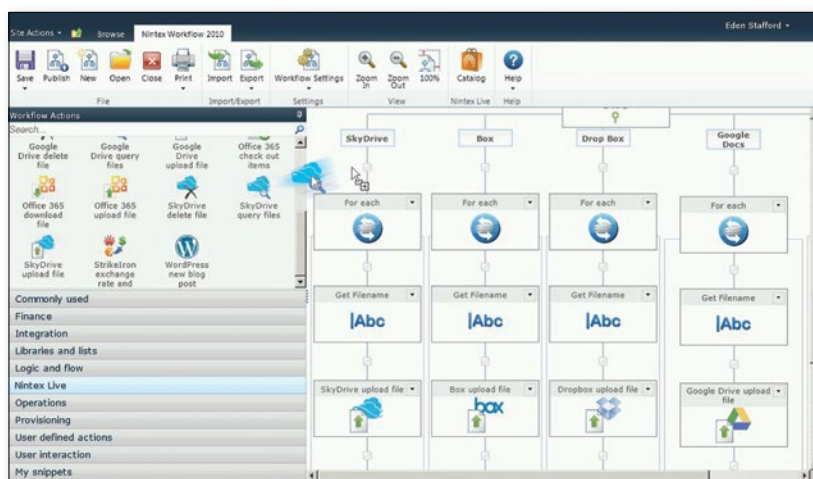 Eden Stafford
Site Actions Browse Nintex Workflow 2010
Save Publish New Open Close Print Import Export Workflow Settings Zoom In Zoom Out 100% Catalog Help
File Import/Export Settings View Nintex Live Help
Workflow Actions
Search...
Google Drive delete file
Google Drive query files
Google Drive upload file
Office 365 check out items
Office 365 download file
Office 365 upload file
SkyDrive delete file
SkyDrive query files
SkyDrive upload file
StrikeIron exchange rate and
WordPress new blog post
Commonly used
Finance
Integration
Libraries and lists
Logic and flow
Nintex Live
Operations
Provisioning
User defined actions
User interaction
My snippets
SkyDrive Box Drop Box Google Docs
For each For each For each For each
Get Filename Get Filename Get Filename Get Filename
|Abc |Abc |Abc |Abc
SkyDrive upload file Box upload file Dropbox upload file Google Drive upload file
box